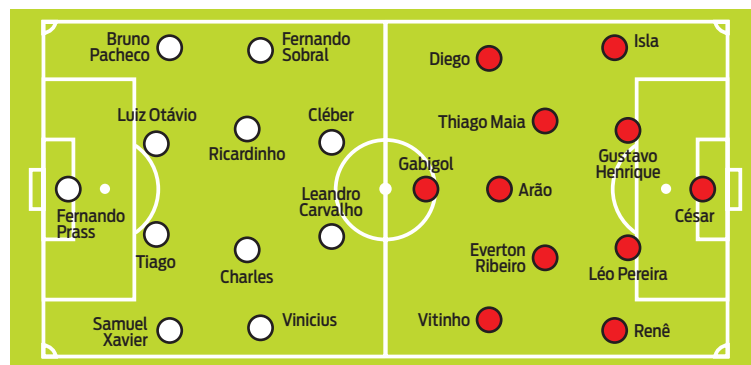 Bruno
Pacheco
Fernando
Sobral
Luiz Otávio
Ricardinho
Cléber
Fernando
Prass
Leandro
Carvalho
Tiago
Charles
Samuel
Xavier
Vinicius
Diego
Isla
Thiago Maia
Gustavo
Henrique
Gabigol
Arão
César
Everton
Ribeiro
Léo Pereira
Vitinho
Renê